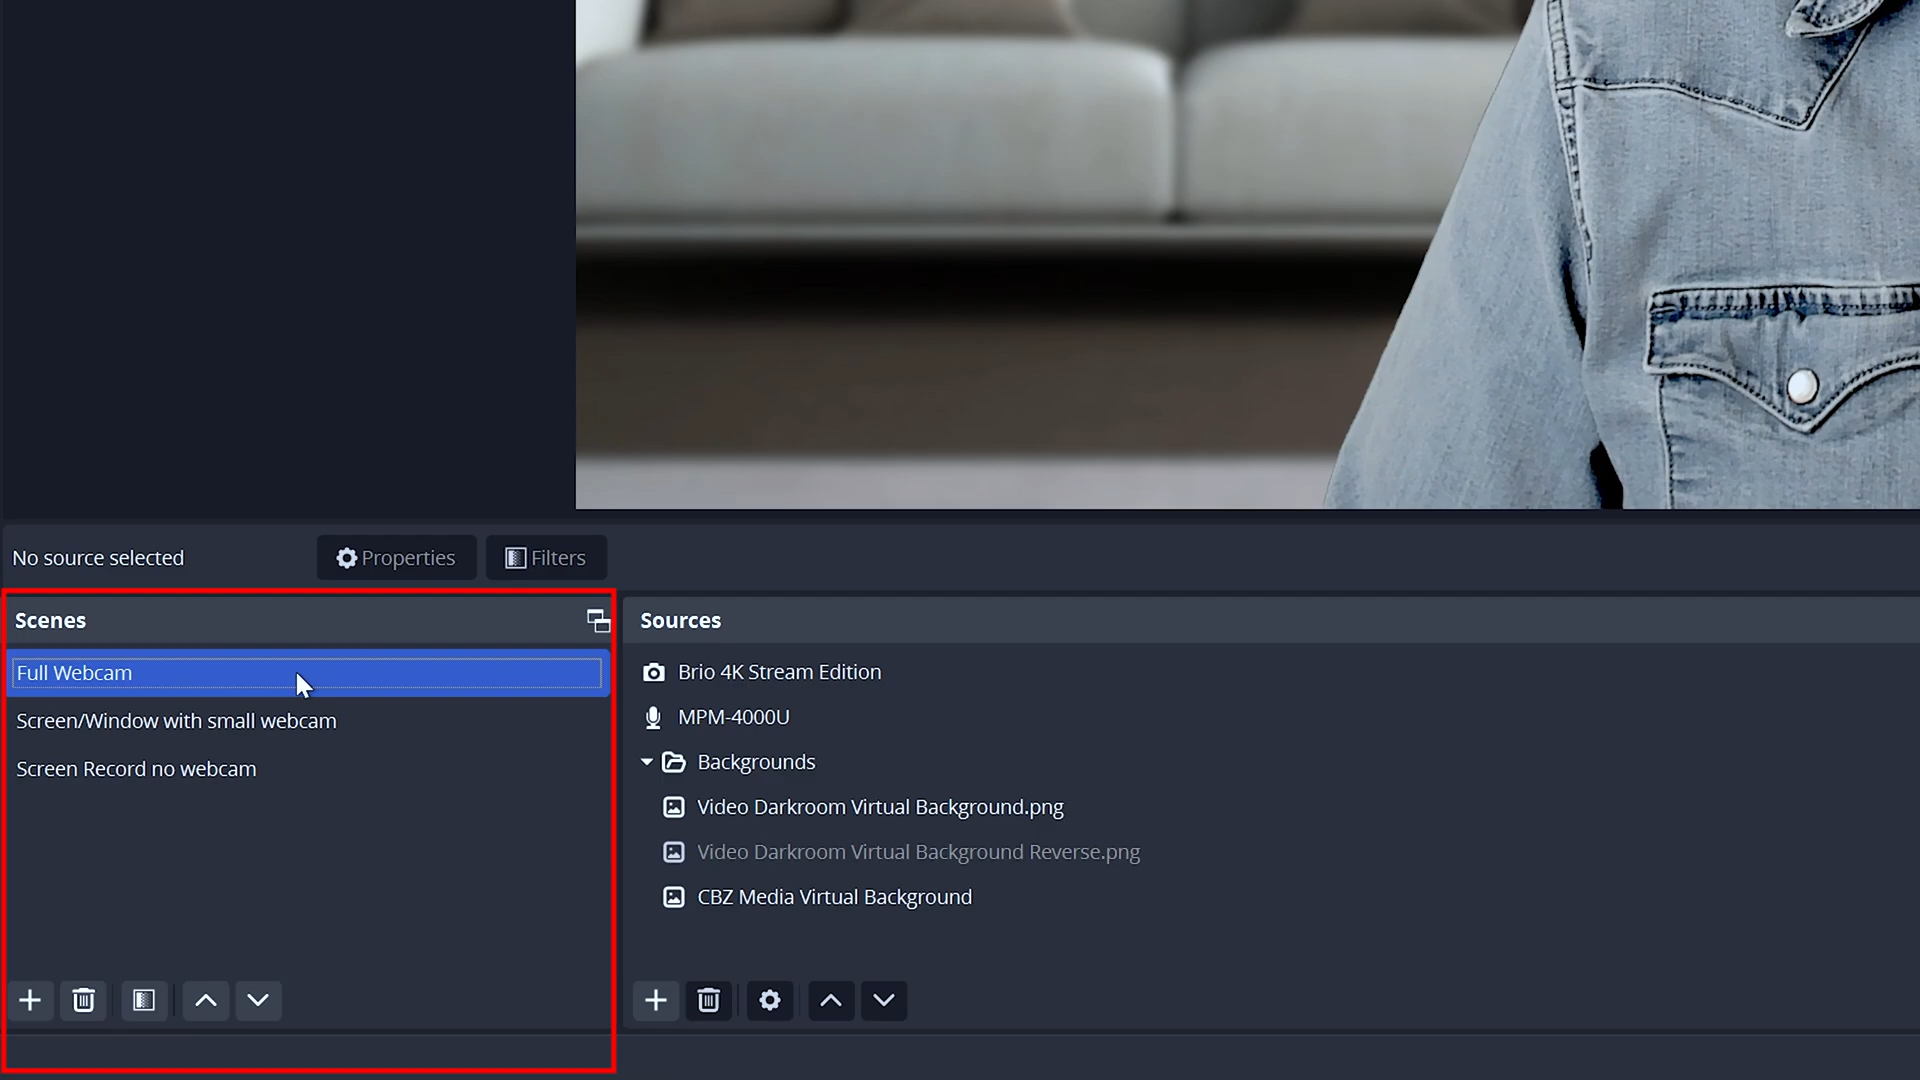 No source selected
Properties
Filters
Scenes
Full Webcam
Screen/Window with small webcam
Screen Record no webcam
Sources
Brio 4K Stream Edition
MPM-4000U
Backgrounds
Video Darkroom Virtual Background.png
Video Darkroom Virtual Background Reverse.png
CBZ Media Virtual Background